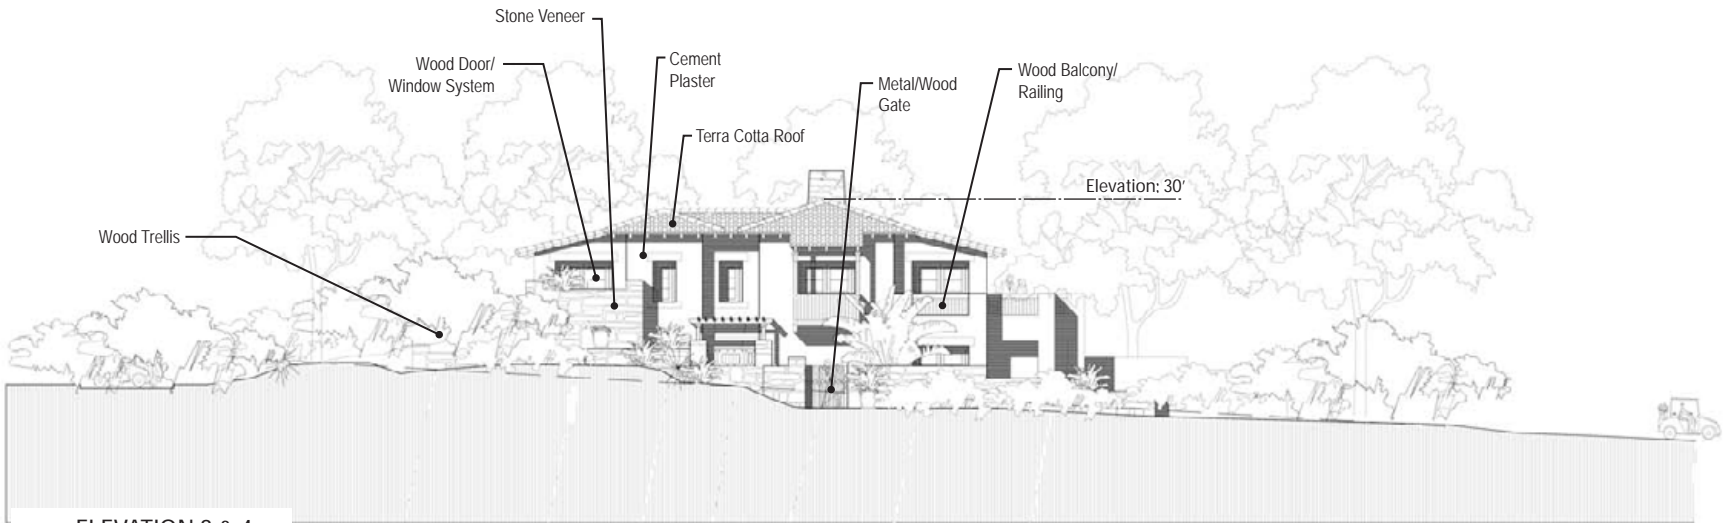 Stone Veneer
Wood Door/
Window System
Cement
Plaster
Metal/Wood
Gate
Wood Balcony/
Railing
Terra Cotta Roof
Elevation: 30'
Wood Trellis
ELEVATION